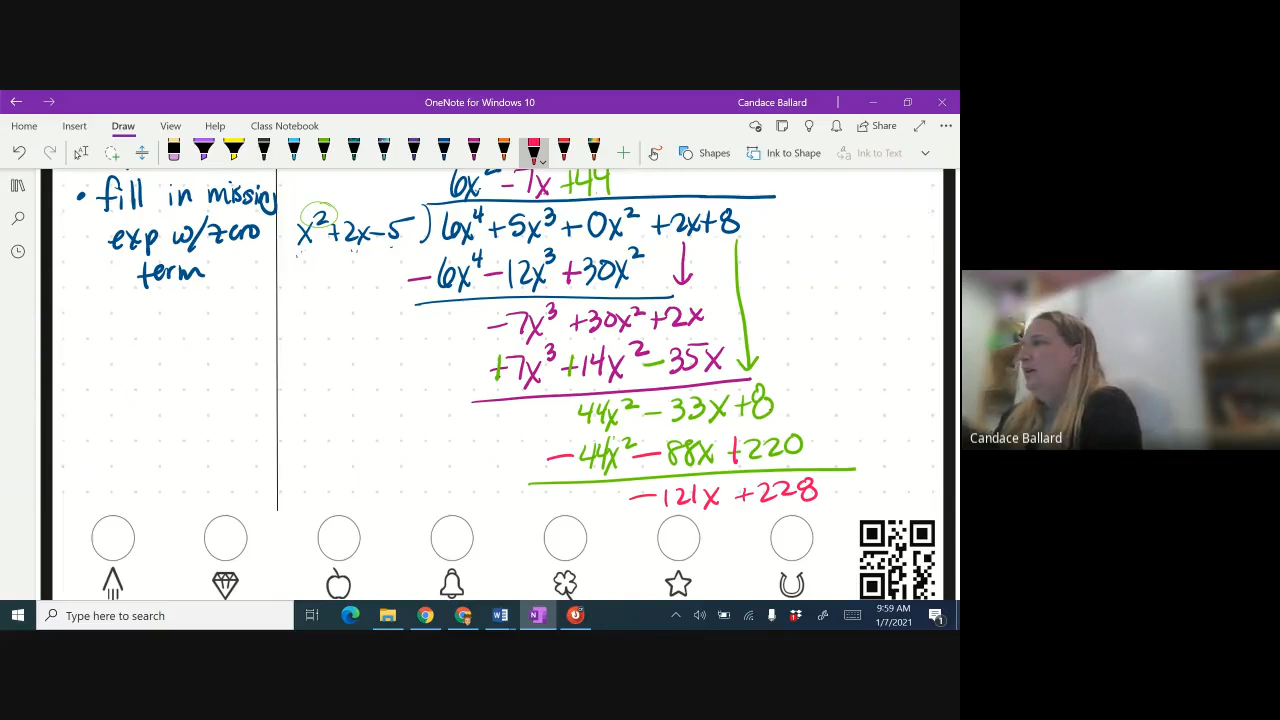 OneNote for Windows 10
Candace Ballard
Home Insert Draw View Help Class Notebook
Share
Shapes Ink to Shape Ink to Text
• fill in missing
exp w/zero
term
6x² -7x +44
x²+2x-5 ) 6x⁴ +5x³ +0x² +2x+8
- 6x⁴ - 12x³ + 30x²
-7x³ +30x² +2x
+7x³ +14x² -35x
44x² - 33x +8
- 44x² - 88x +220
-121x +228
Candace Ballard
Type here to search
9:59 AM
1/7/2021